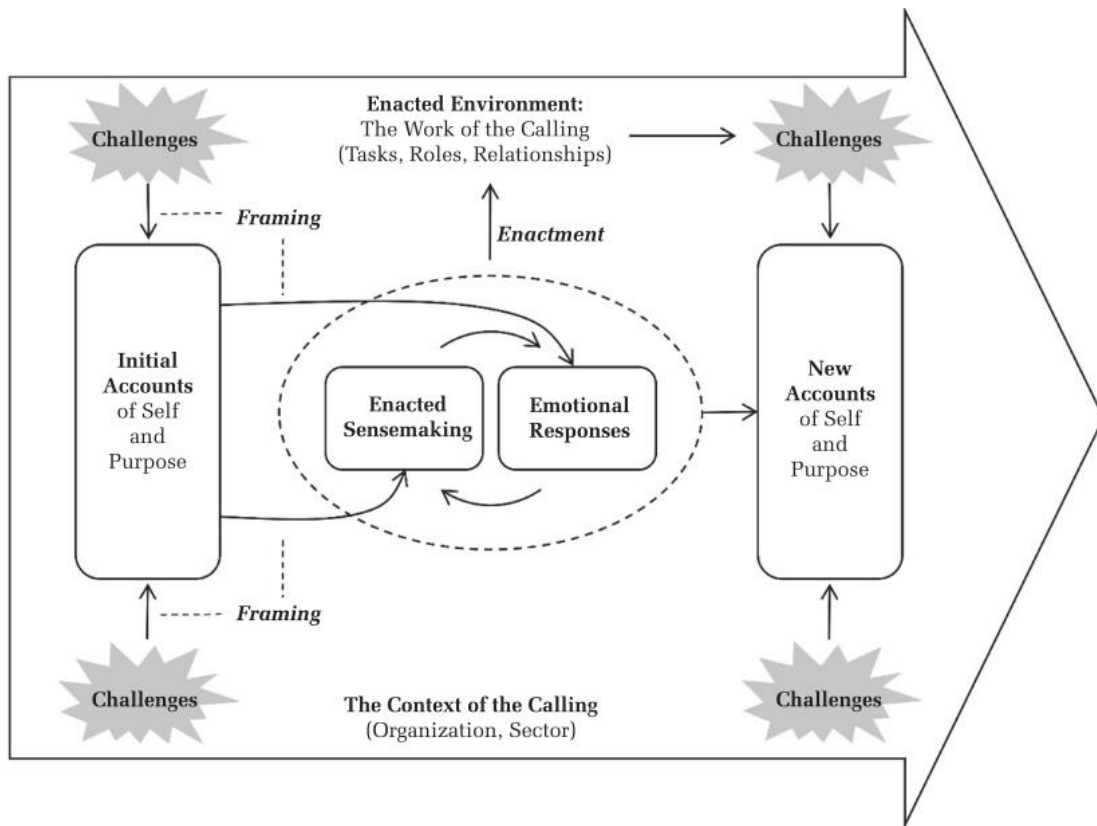 Challenges
Enacted Environment:
The Work of the Calling
(Tasks, Roles, Relationships)
Challenges
Framing
Enactment
Initial
Accounts
of Self
and
Purpose
Enacted
Sensemaking
Emotional
Responses
New
Accounts
of Self
and
Purpose
Framing
Challenges
The Context of the Calling
(Organization, Sector)
Challenges